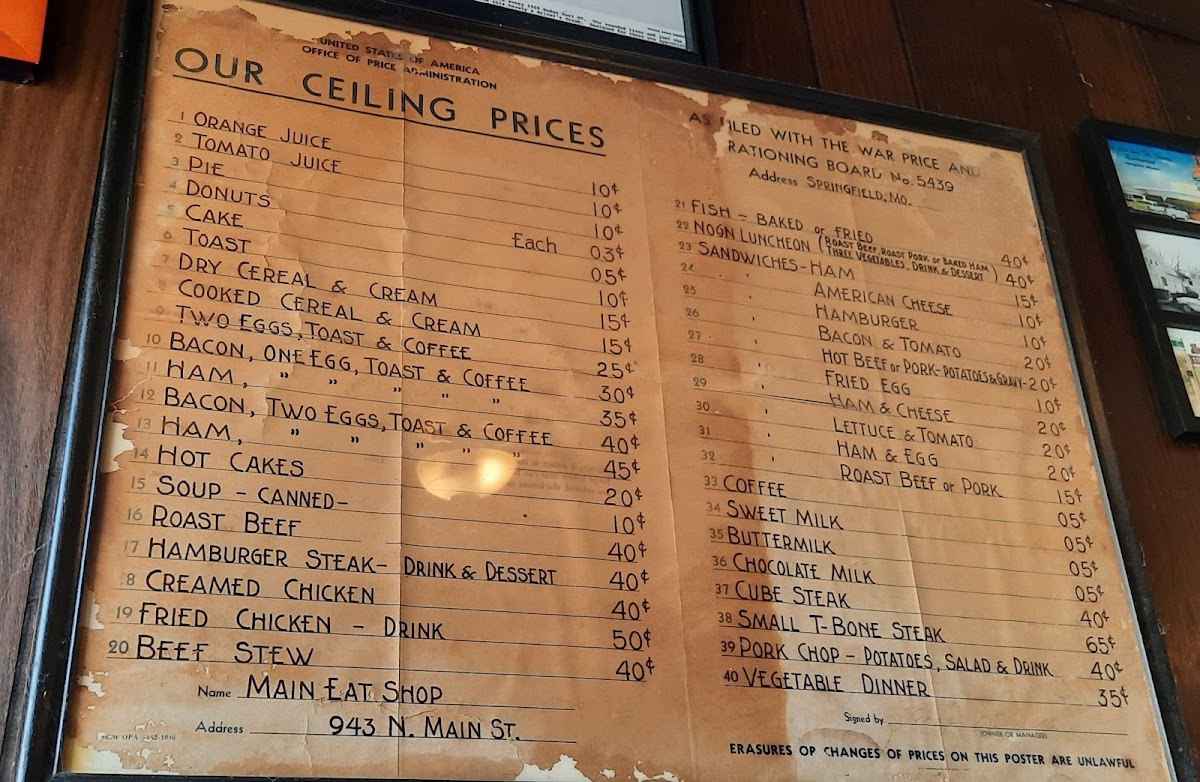 UNITED STATES OF AMERICA
OFFICE OF PRICE ADMINISTRATION
OUR CEILING PRICES
1 ORANGE JUICE 10¢
2 TOMATO JUICE 10¢
3 PIE 10¢
4 DONUTS Each 03¢
5 CAKE 05¢
6 TOAST 10¢
7 DRY CEREAL & CREAM 15¢
8 COOKED CEREAL & CREAM 15¢
9 TWO EGGS, TOAST & COFFEE 25¢
10 BACON, ONE EGG, TOAST & COFFEE 30¢
11 HAM, " " " " " 35¢
12 BACON, TWO EGGS, TOAST & COFFEE 40¢
13 HAM, " " " " " 45¢
14 HOT CAKES 20¢
15 SOUP - CANNED- 10¢
16 ROAST BEEF 40¢
17 HAMBURGER STEAK- DRINK & DESSERT 40¢
18 CREAMED CHICKEN 40¢
19 FRIED CHICKEN - DRINK 50¢
20 BEEF STEW 40¢
Name MAIN EAT SHOP
Address 943 N. MAIN ST.
AS FILED WITH THE WAR PRICE AND
RATIONING BOARD No. 5439
Address SPRINGFIELD, MO.
21 FISH - BAKED or FRIED 40¢
22 NOON LUNCHEON (ROAST BEEF, ROAST PORK or BAKED HAM THREE VEGETABLES, DRINK & DESSERT) 40¢
23 SANDWICHES-HAM 15¢
24 " AMERICAN CHEESE 10¢
25 " HAMBURGER 10¢
26 " BACON & TOMATO 20¢
27 " HOT BEEF or PORK-POTATOES & GRAVY-20¢
28 " FRIED EGG 10¢
29 " HAM & CHEESE 20¢
30 " LETTUCE & TOMATO 20¢
31 " HAM & EGG 20¢
32 " ROAST BEEF or PORK 15¢
33 COFFEE 05¢
34 SWEET MILK 05¢
35 BUTTERMILK 05¢
36 CHOCOLATE MILK 05¢
37 CUBE STEAK 40¢
38 SMALL T-BONE STEAK 65¢
39 PORK CHOP - POTATOES, SALAD & DRINK 40¢
40 VEGETABLE DINNER 35¢
Signed by
(OWNER OR MANAGER)
ERASURES OR CHANGES OF PRICES ON THIS POSTER ARE UNLAWFUL